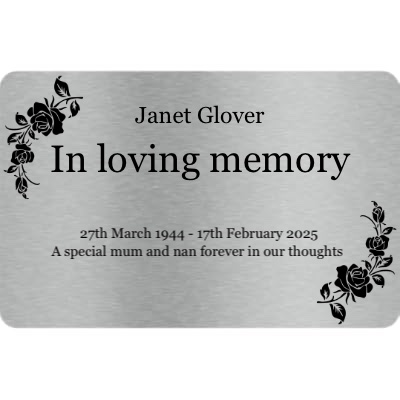 Janet Glover
In loving memory
27th March 1944 - 17th February 2025
A special mum and nan forever in our thoughts